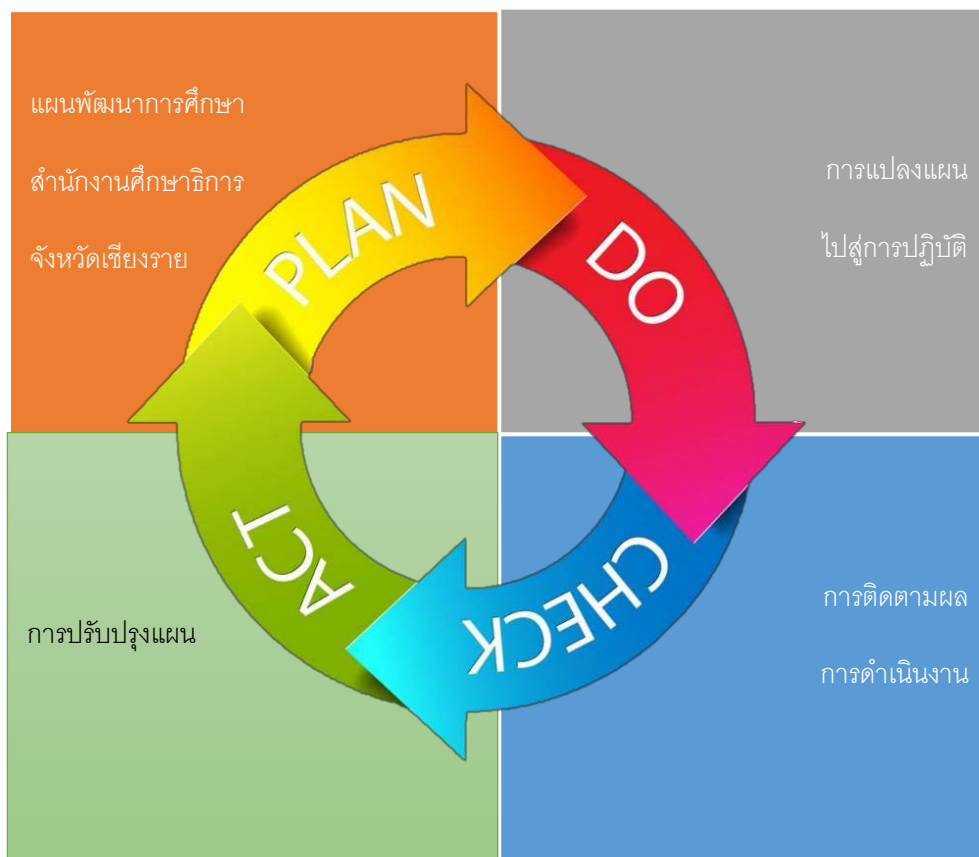 แผนพัฒนาการศึกษา
สำนักงานศึกษาธิการ
จังหวัดเชียงราย
PLAN
DO
การแปลงแผน
ไปสู่การปฏิบัติ
CHECK
การติดตามผล
การดำเนินงาน
ACT
การปรับปรุงแผน